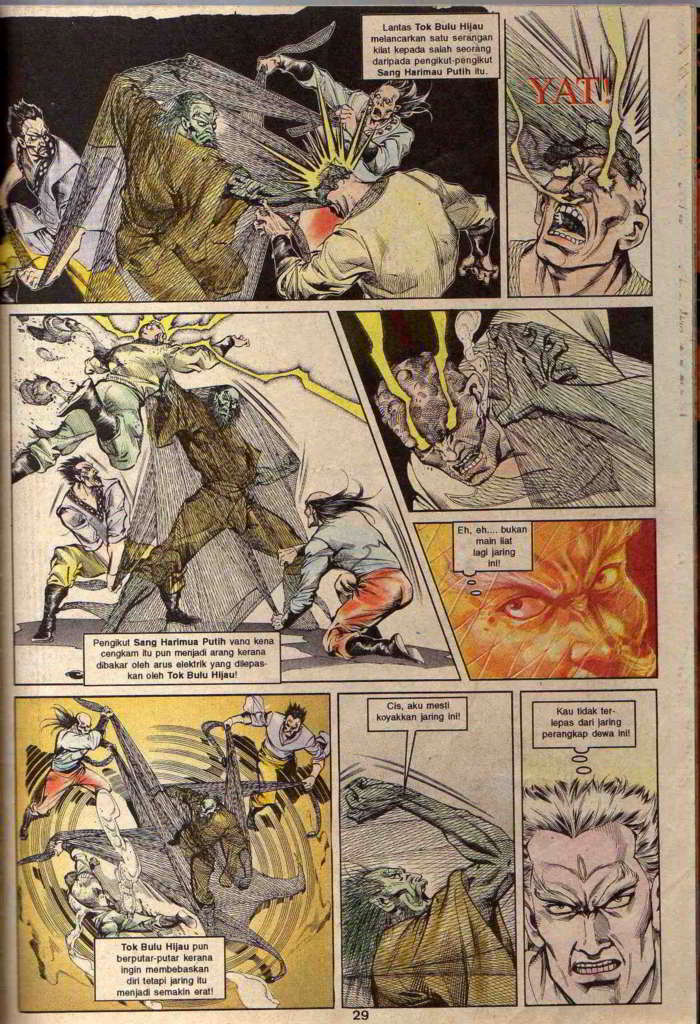 Lantas Tok Bulu Hijau
melancarkan satu serangan
kilat kepada salah seorang
daripada pengikut-pengikut
Sang Harimau Putih itu.
YAT!
Pengikut Sang Harimua Putih yang kena
cengkam itu pun menjadi arang kerana
dibakar oleh arus elektrik yang dilepas-
kan oleh Tok Bulu Hijau!
Eh, eh.... bukan
main liat
lagi jaring
ini!
Tok Bulu Hijau pun
berputar-putar kerana
ingin membebaskan
diri tetapi jaring itu
menjadi semakin erat!
Cis, aku mesti
koyakkan jaring ini!
Kau tidak ter-
lepas dari jaring
perangkap dewa ini!
29